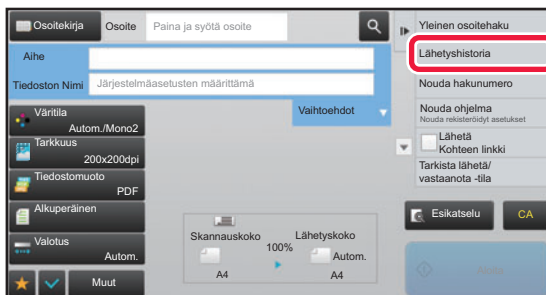 Osoitekirja
Osoite
Paina ja syötä osoite
Aihe
Tiedoston Nimi
Järjestelmäasetusten määrittämä
Vaihtoehdot
Väritila
Autom./Mono2
Tarkkuus
200x200dpi
Tiedostomuoto
PDF
Alkuperäinen
Valotus
Autom.
Muut
Skannauskoko
100%
Lähetyskoko
Autom.
A4
A4
Yleinen osoitehaku
Lähetyshistoria
Nouda hakunumero
Nouda ohjelma
Nouda rekisteröidyt asetukset
Lähetä
Kohteen linkki
Tarkista lähetä/
vastaanota -tila
Esikatselu
CA
Aloita